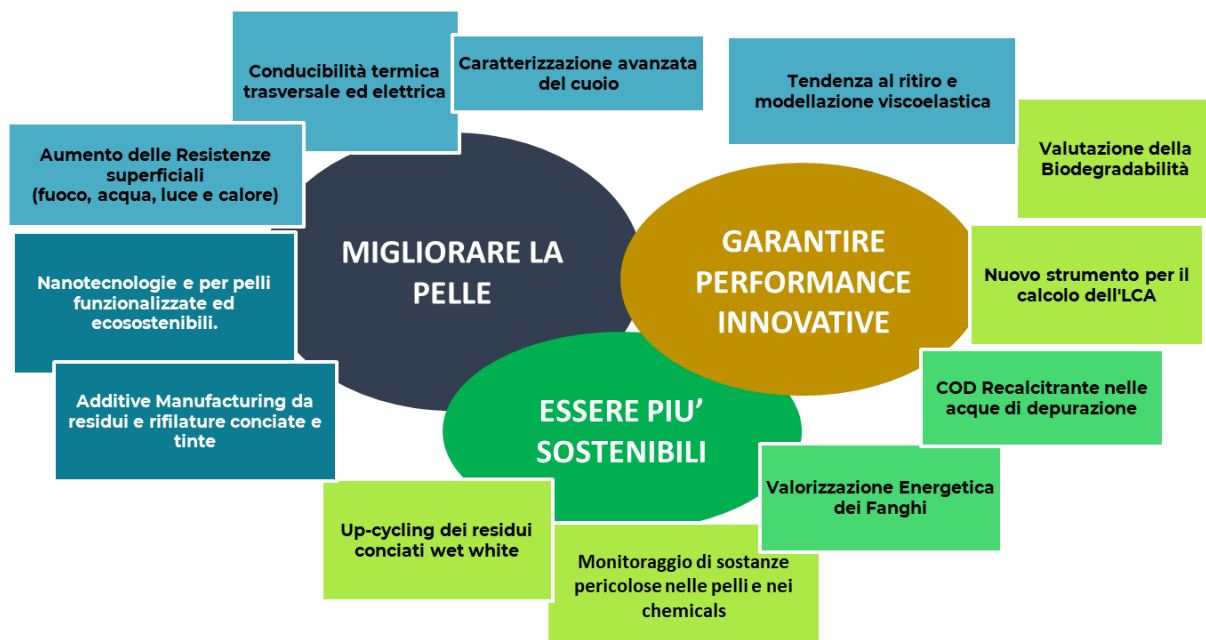 Conducibilità termica
trasversale ed elettrica
Caratterizzazione avanzata
del cuoio
Tendenza al ritiro e
modellazione viscoelastica
Aumento delle Resistenze
superficiali
(fuoco, acqua, luce e calore)
Valutazione della
Biodegradabilità
MIGLIORARE LA
PELLE
GARANTIRE
PERFORMANCE
INNOVATIVE
Nanotecnologie e per pelli
funzionalizzate ed
ecosostenibili.
Nuovo strumento per il
calcolo dell'LCA
Additive Manufacturing da
residui e rifilature conciate e
tinte
ESSERE PIU’
SOSTENIBILI
COD Recalcitrante nelle
acque di depurazione
Valorizzazione Energetica
dei Fanghi
Up-cycling dei residui
conciati wet white
Monitoraggio di sostanze
pericolose nelle pelli e nei
chemicals